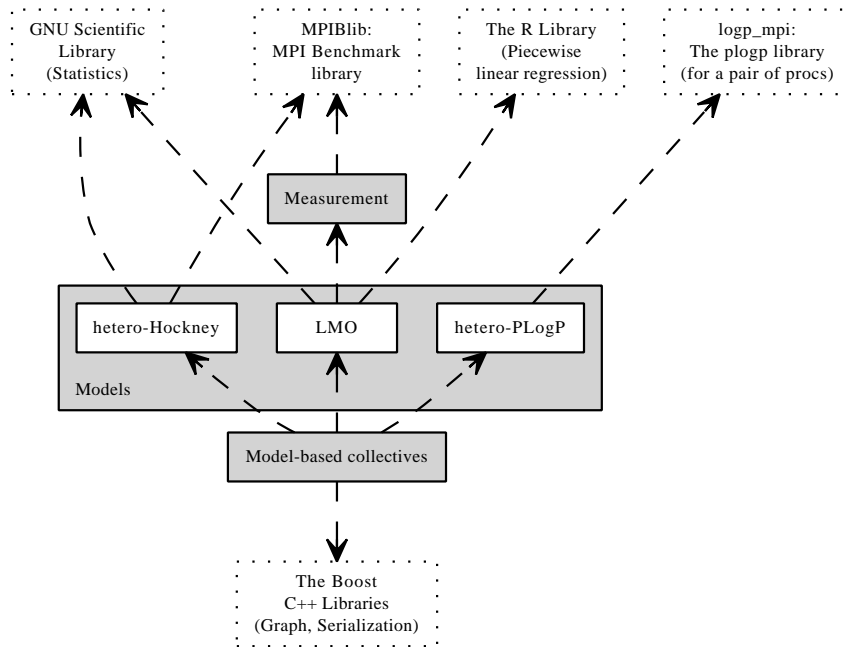 GNU Scientific
Library
(Statistics)
MPIBlib:
MPI Benchmark
library
The R Library
(Piecewise
linear regression)
logp_mpi:
The plogp library
(for a pair of procs)
Measurement
hetero-Hockney
LMO
hetero-PLogP
Models
Model-based collectives
The Boost
C++ Libraries
(Graph, Serialization)